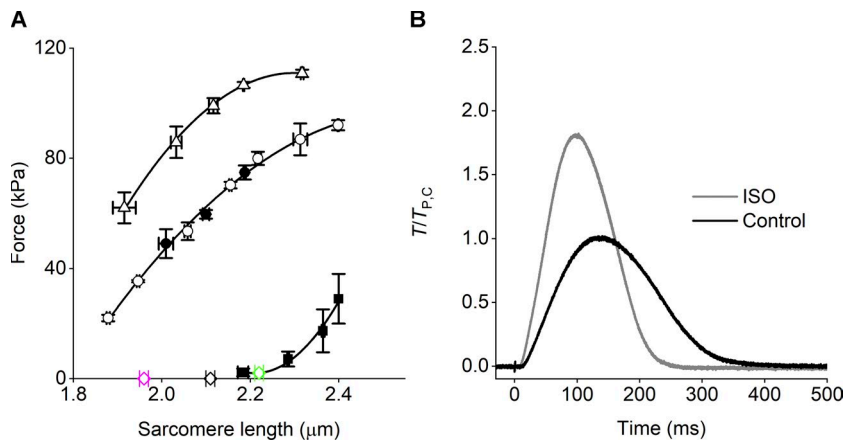 A
B
120
80
40
0
Force (kPa)
1.8
2.0
2.2
2.4
Sarcomere length (μm)
2.5
2.0
1.5
1.0
0.5
0.0
T/T_P,C
0
100
200
300
400
500
Time (ms)
ISO
Control